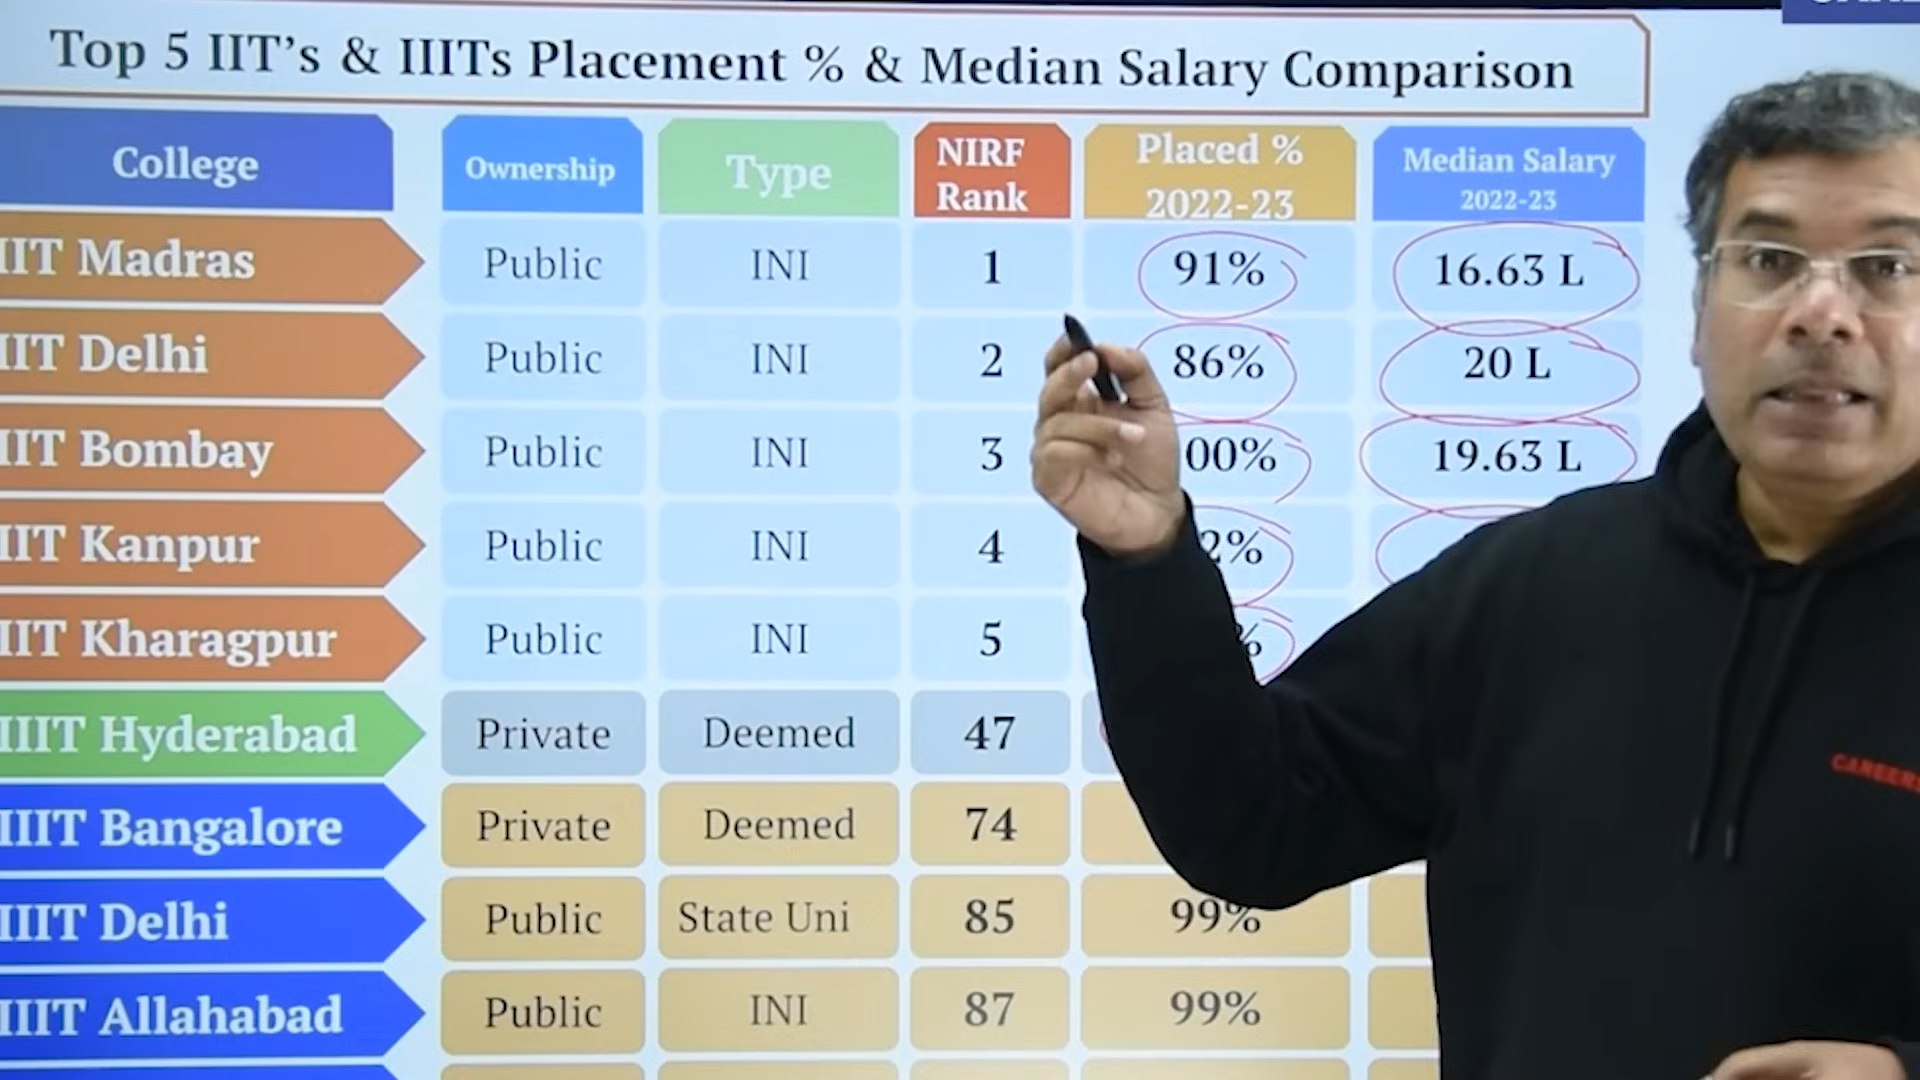 Top 5 IIT's & IIITs Placement % & Median Salary Comparison
College Ownership Type NIRF Rank Placed % 2022-23 Median Salary 2022-23
IIT Madras Public INI 1 91% 16.63 L
IIT Delhi Public INI 2 86% 20 L
IIT Bombay Public INI 3 00% 19.63 L
IIT Kanpur Public INI 4 2%
IIT Kharagpur Public INI 5 %
IIIT Hyderabad Private Deemed 47
IIIT Bangalore Private Deemed 74
IIIT Delhi Public State Uni 85 99%
IIIT Allahabad Public INI 87 99%
CAREERS